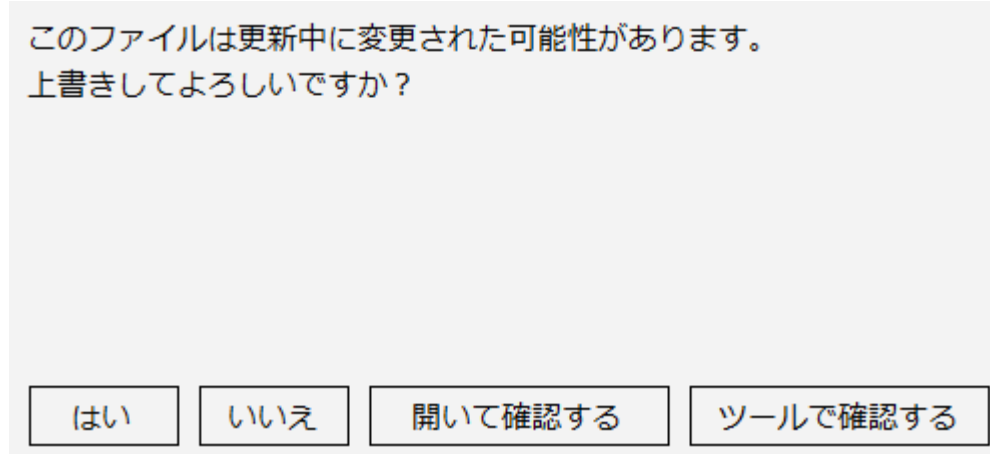 このファイルは更新中に変更された可能性があります。
上書きしてよろしいですか？
はい
いいえ
開いて確認する
ツールで確認する